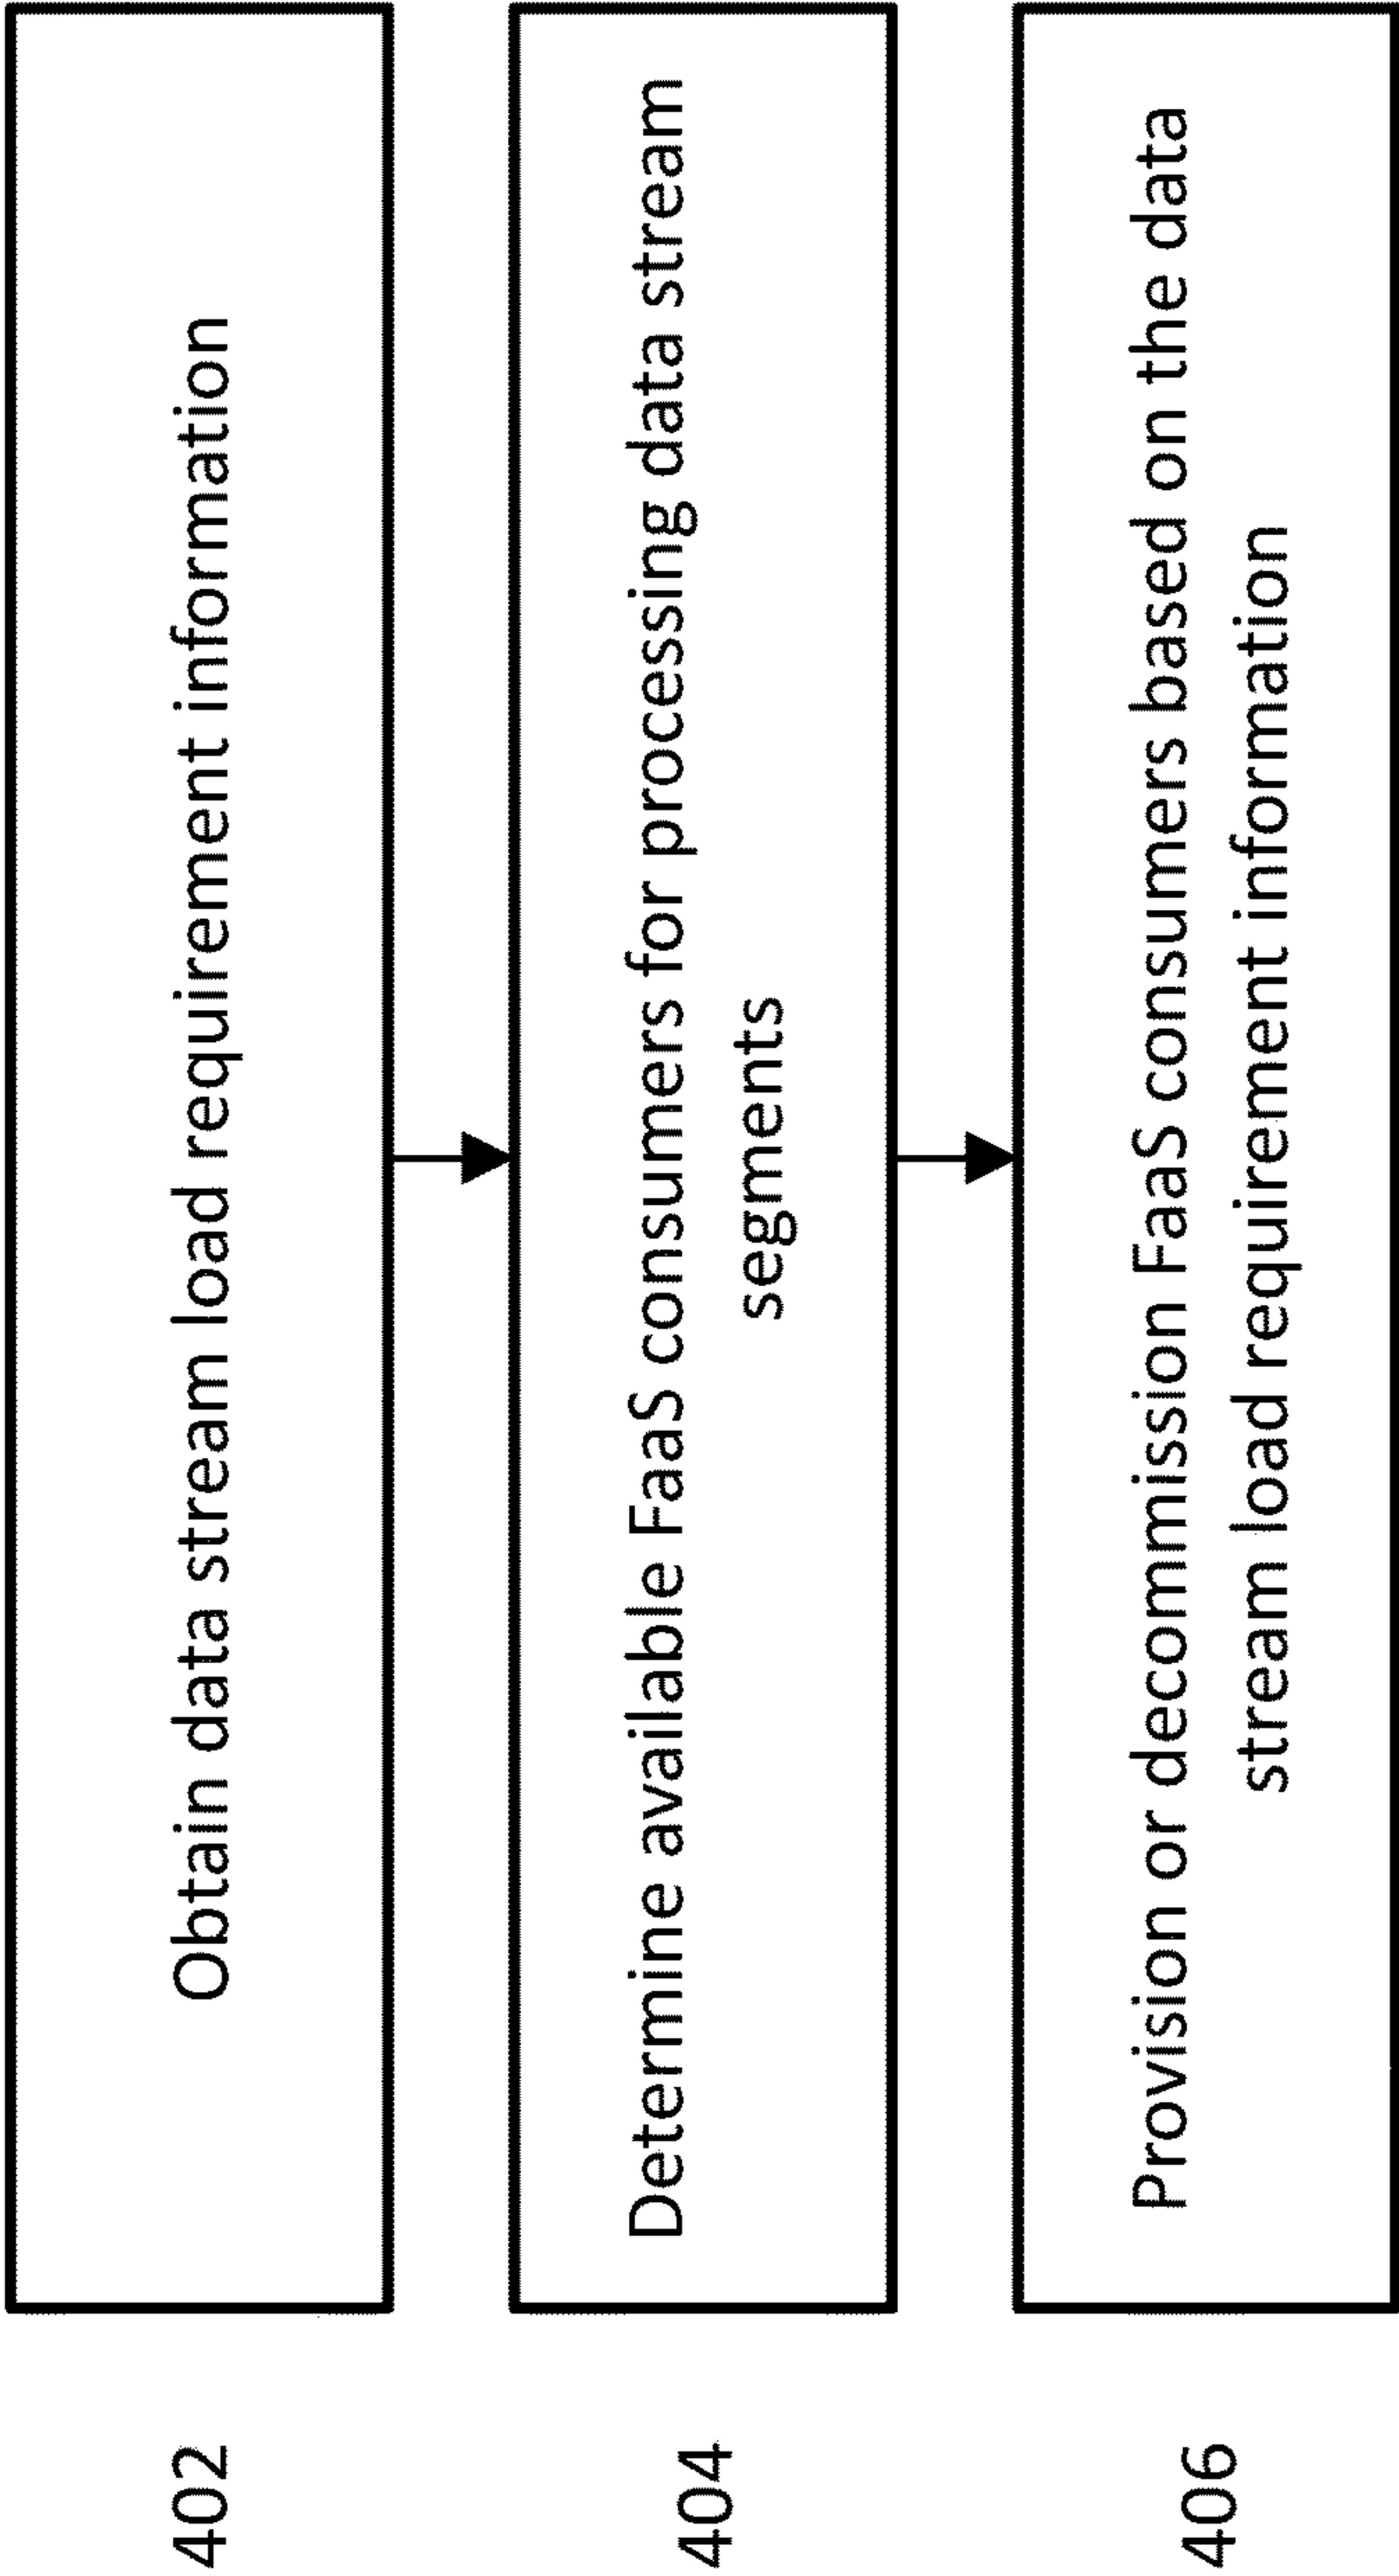 402
Obtain data stream load requirement information
404
Determine available FaaS consumers for processing data stream
segments
406
Provision or decommission FaaS consumers based on the data
stream load requirement information